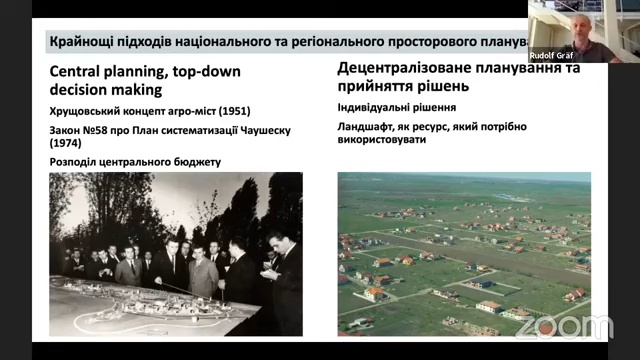 Крайнощі підходів національного та регіонального просторового планув
Rudolf Gräf
Central planning, top-down
decision making
Хрущовський концепт агро-міст (1951)
Закон №58 про План систематизації Чаушеску
(1974)
Розподіл центрального бюджету
Децентралізоване планування та
прийняття рішень
Індивідуальні рішення
Ландшафт, як ресурс, який потрібно
використовувати
zoom